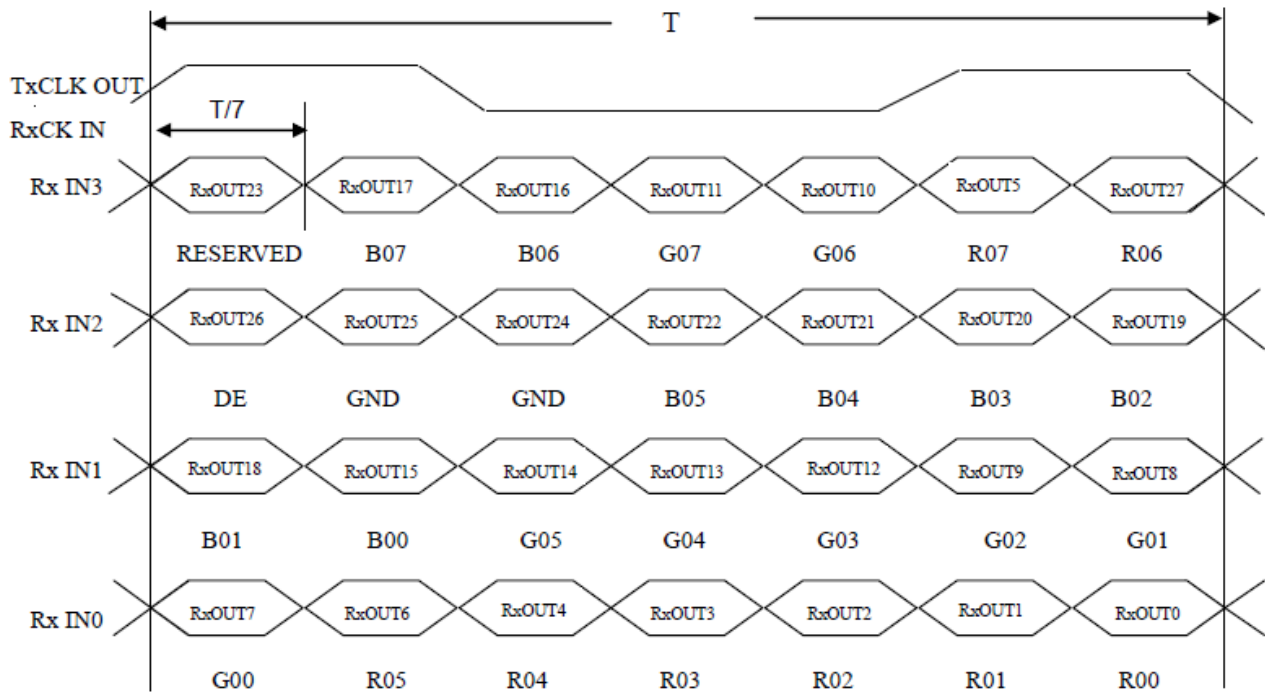 T
TxCLK OUT
T/7
RxCK IN
Rx IN3 RxOUT23 RxOUT17 RxOUT16 RxOUT11 RxOUT10 RxOUT5 RxOUT27
RESERVED B07 B06 G07 G06 R07 R06
Rx IN2 RxOUT26 RxOUT25 RxOUT24 RxOUT22 RxOUT21 RxOUT20 RxOUT19
DE GND GND B05 B04 B03 B02
Rx IN1 RxOUT18 RxOUT15 RxOUT14 RxOUT13 RxOUT12 RxOUT9 RxOUT8
B01 B00 G05 G04 G03 G02 G01
Rx IN0 RxOUT7 RxOUT6 RxOUT4 RxOUT3 RxOUT2 RxOUT1 RxOUT0
G00 R05 R04 R03 R02 R01 R00